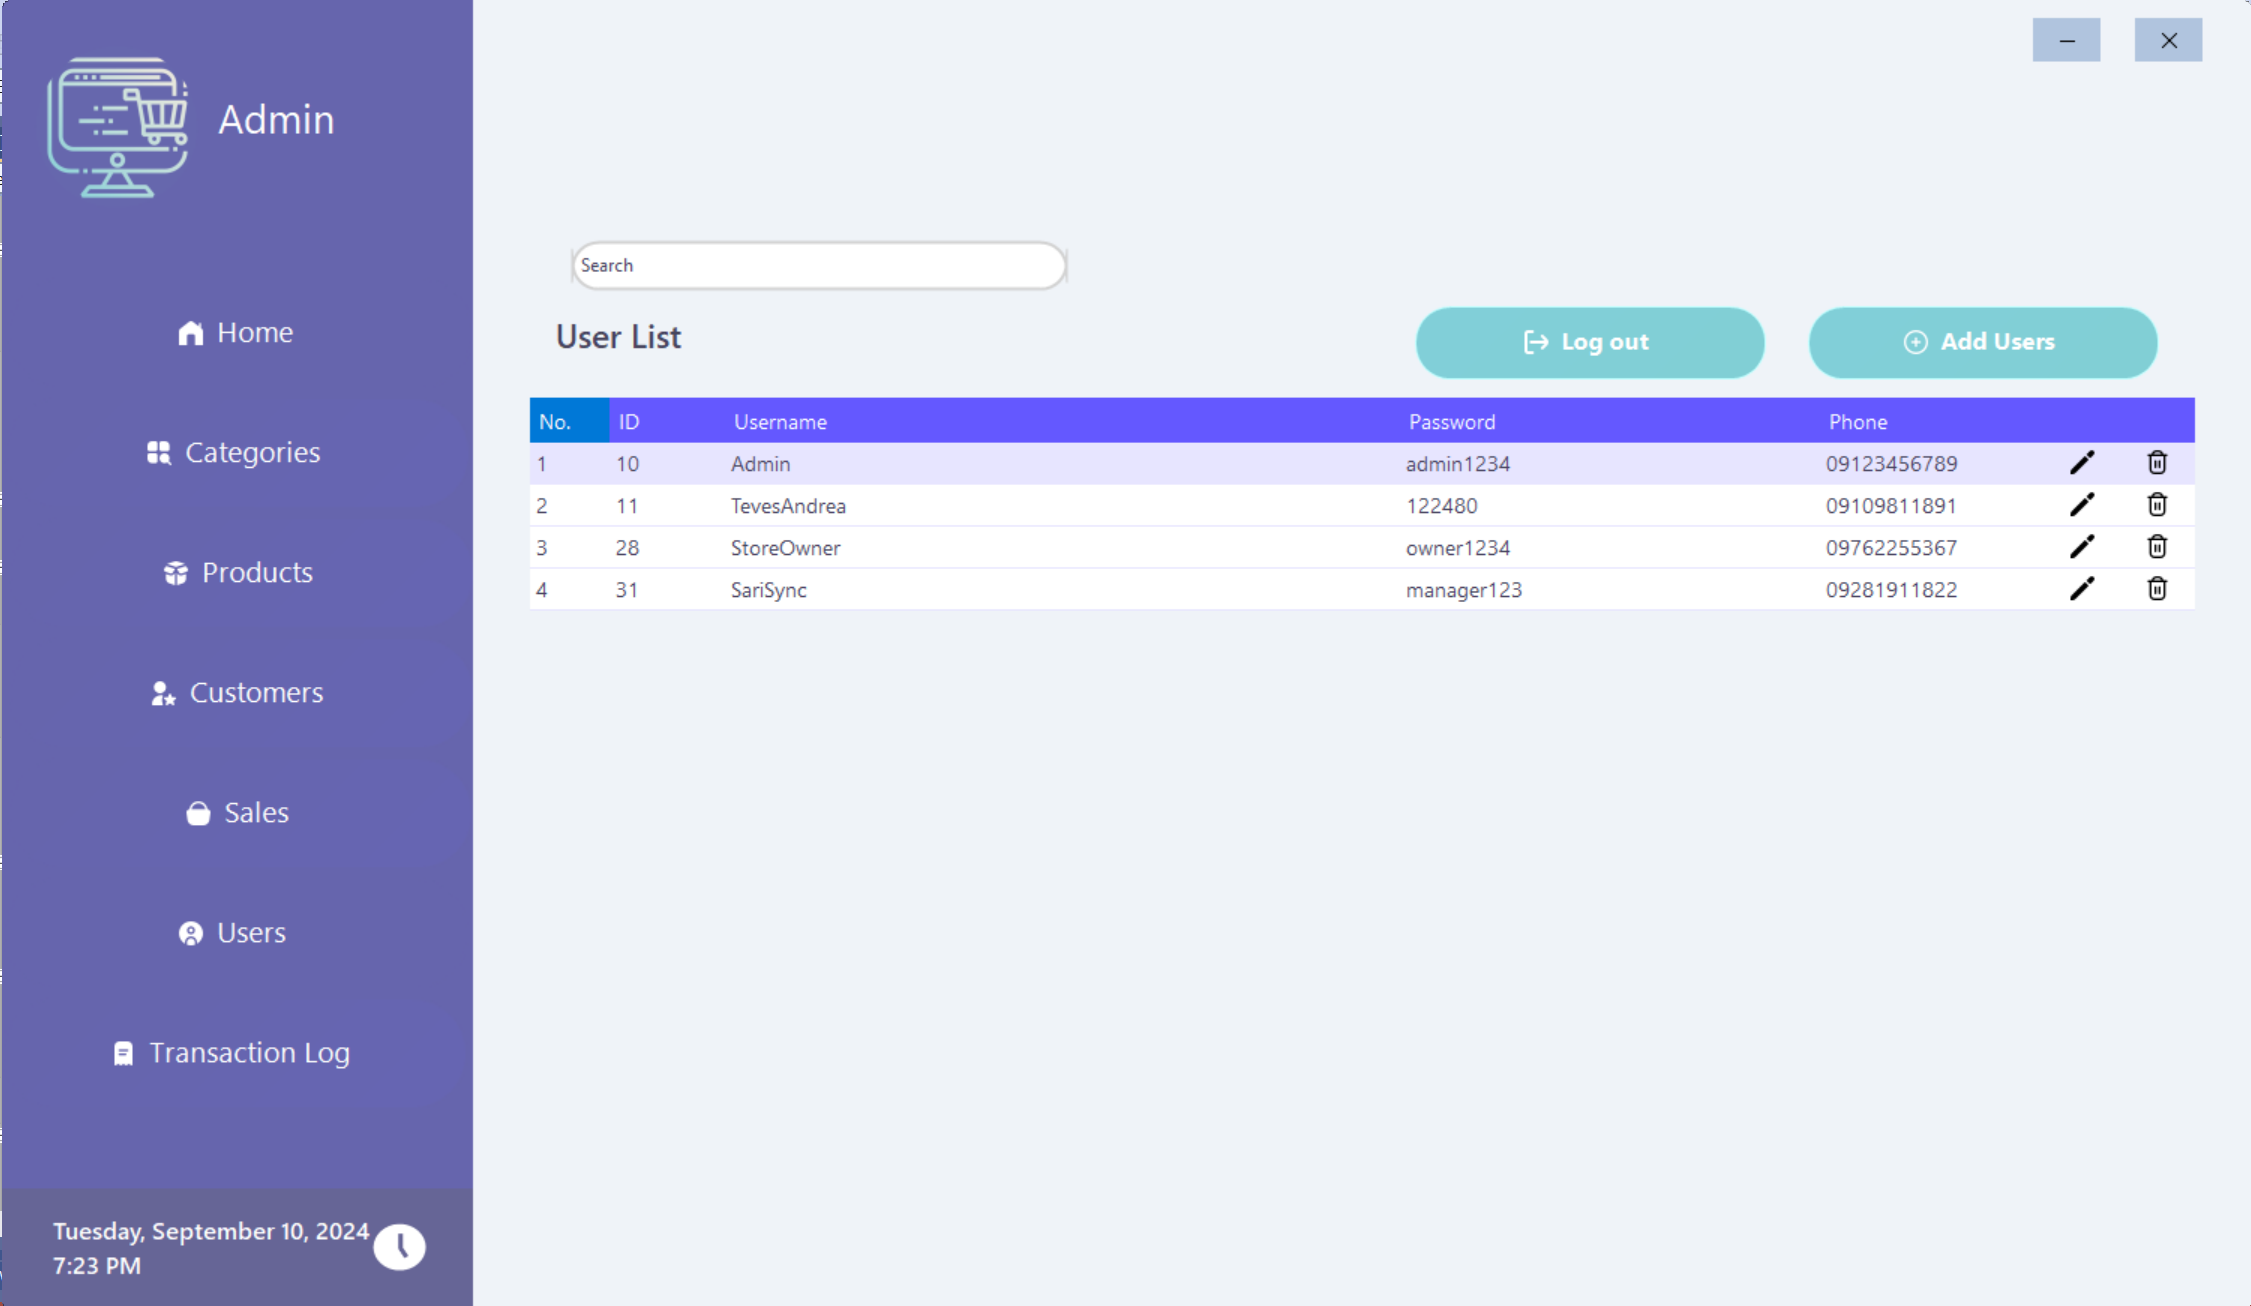 Admin
Home
Categories
Products
Customers
Sales
Users
Transaction Log
Tuesday, September 10, 2024
7:23 PM
Search
User List
Log out
Add Users
No. ID Username Password Phone
1 10 Admin admin1234 09123456789
2 11 TevesAndrea 122480 09109811891
3 28 StoreOwner owner1234 09762255367
4 31 SariSync manager123 09281911822